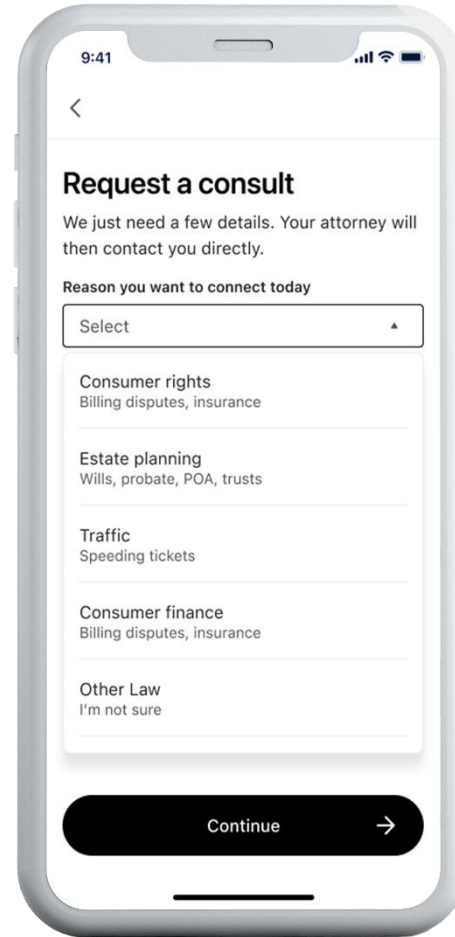 9:41
Request a consult
We just need a few details. Your attorney will
then contact you directly.
Reason you want to connect today
Select
Consumer rights
Billing disputes, insurance
Estate planning
Wills, probate, POA, trusts
Traffic
Speeding tickets
Consumer finance
Billing disputes, insurance
Other Law
I'm not sure
Continue